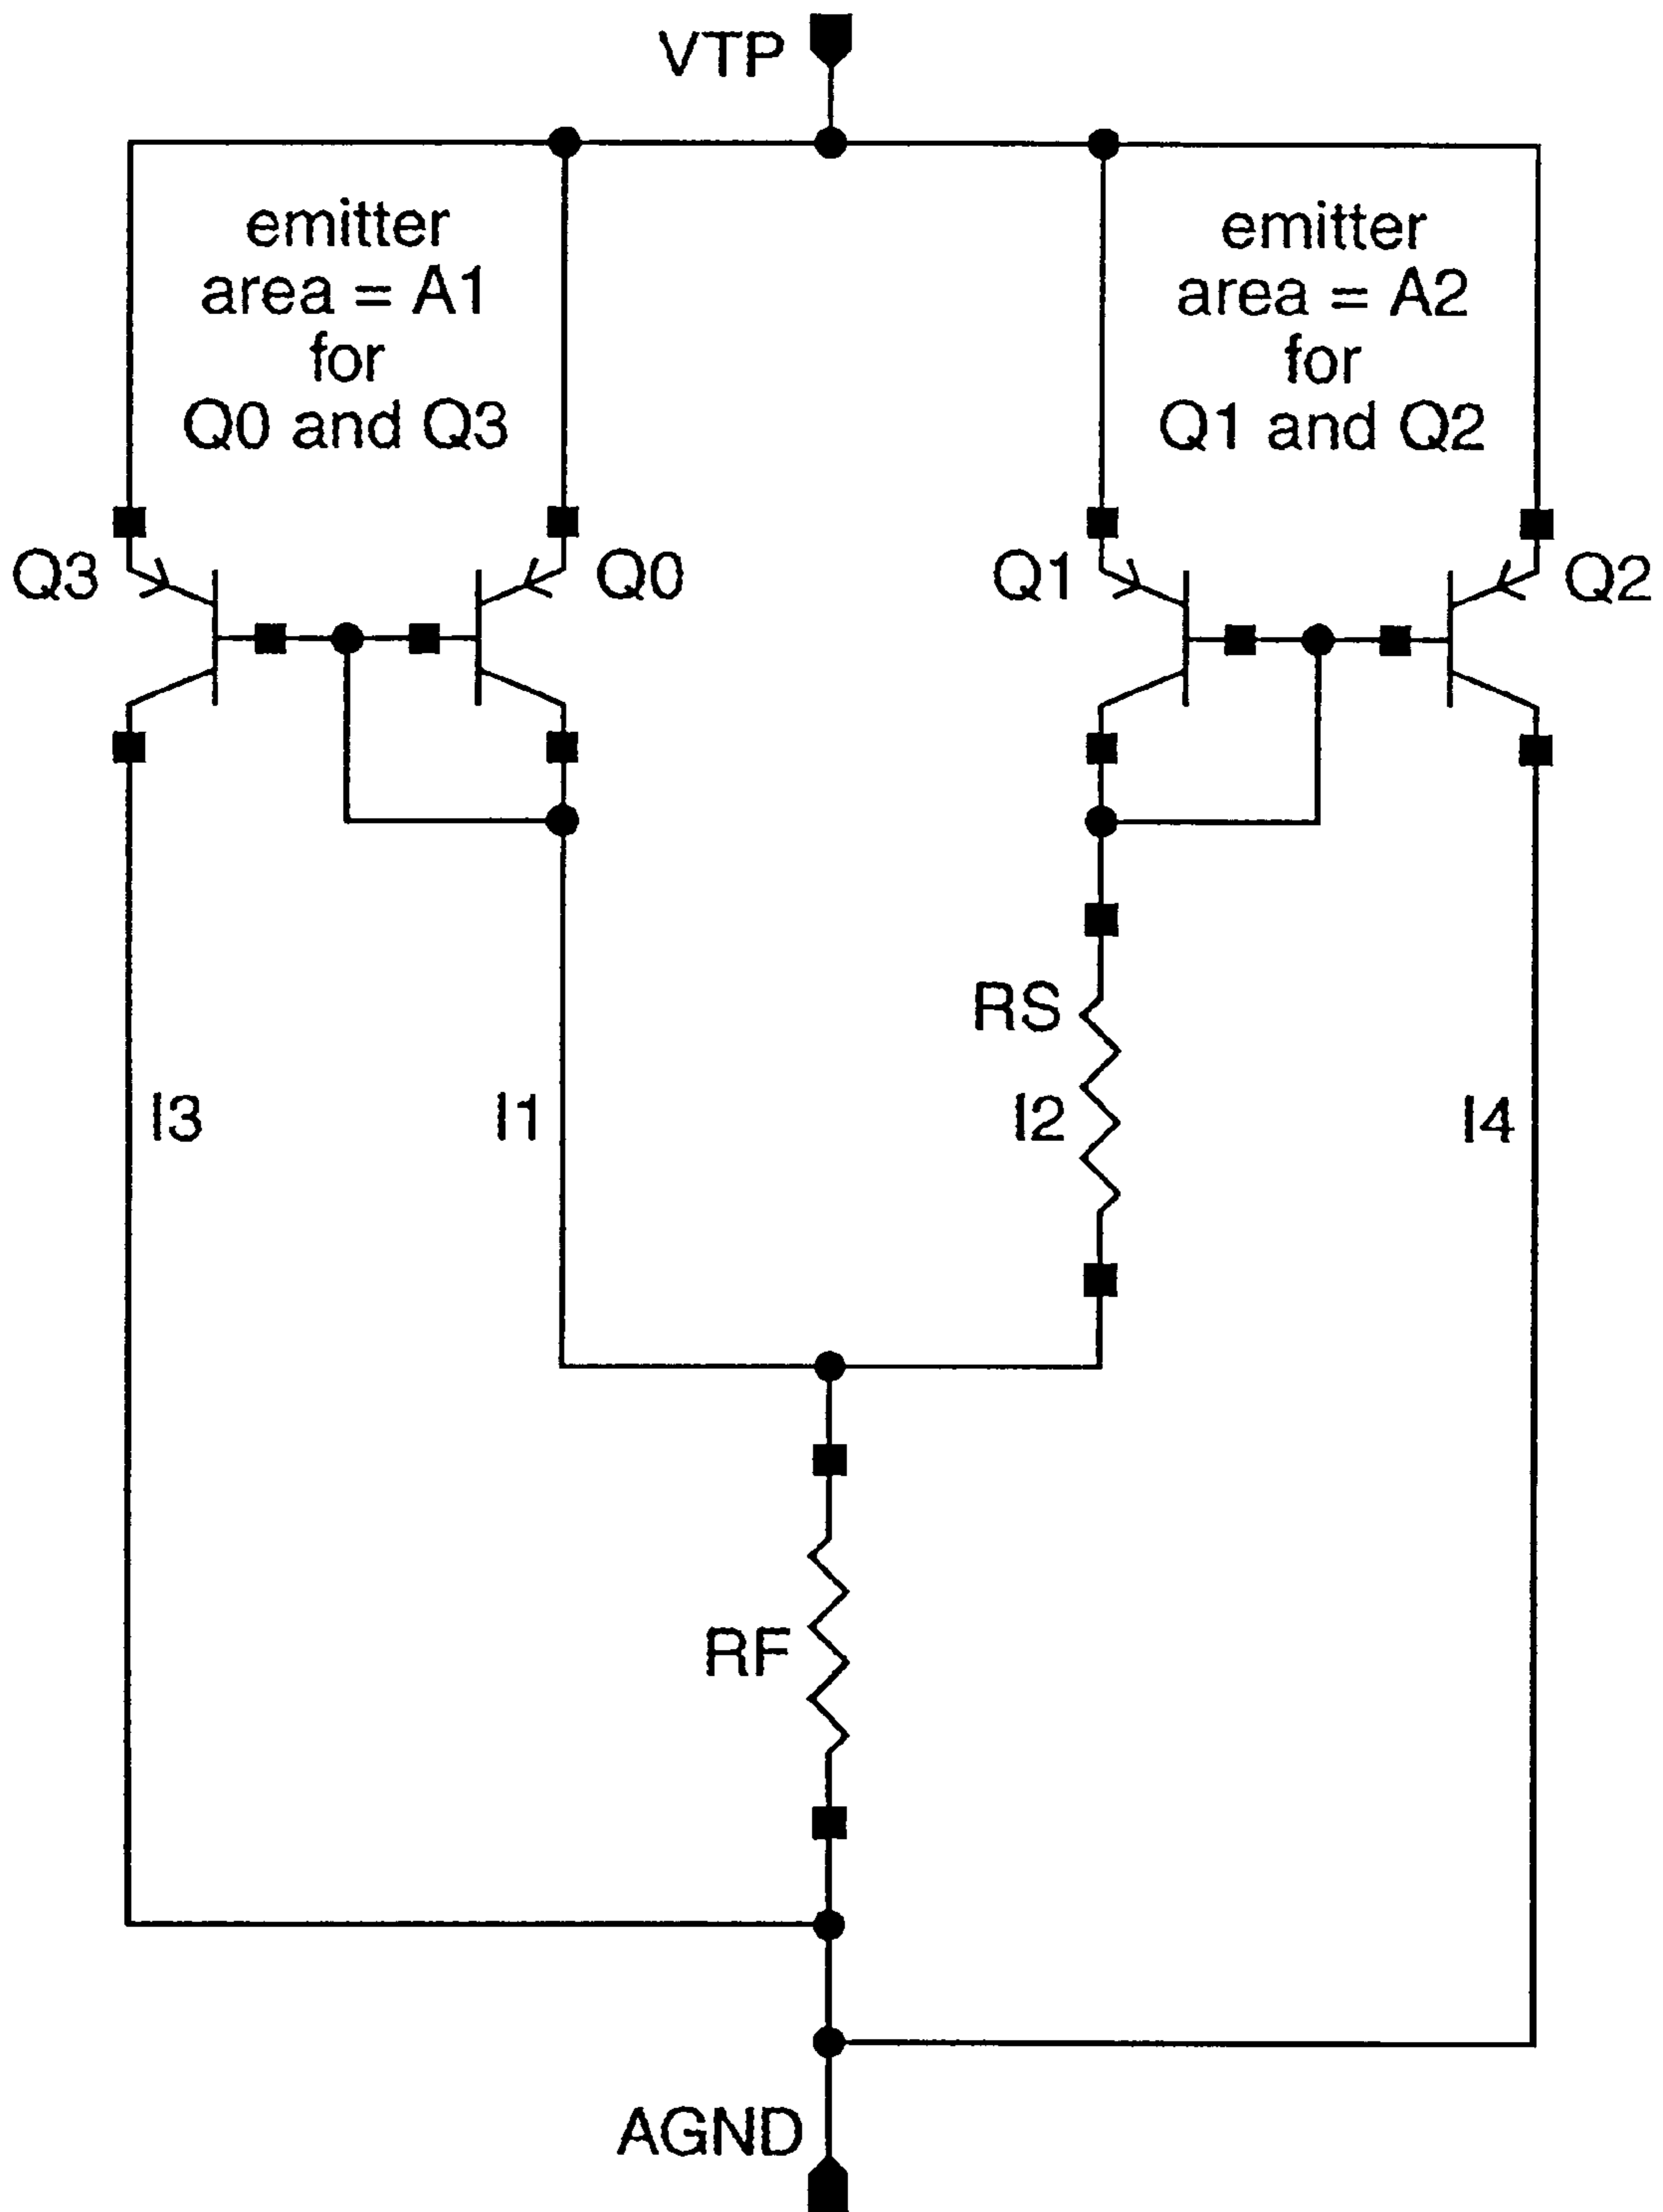 VTP
emitter
area = A1
for
Q0 and Q3
emitter
area = A2
for
Q1 and Q2
Q3
Q0
Q1
Q2
RS
I3
I1
I2
I4
RF
AGND